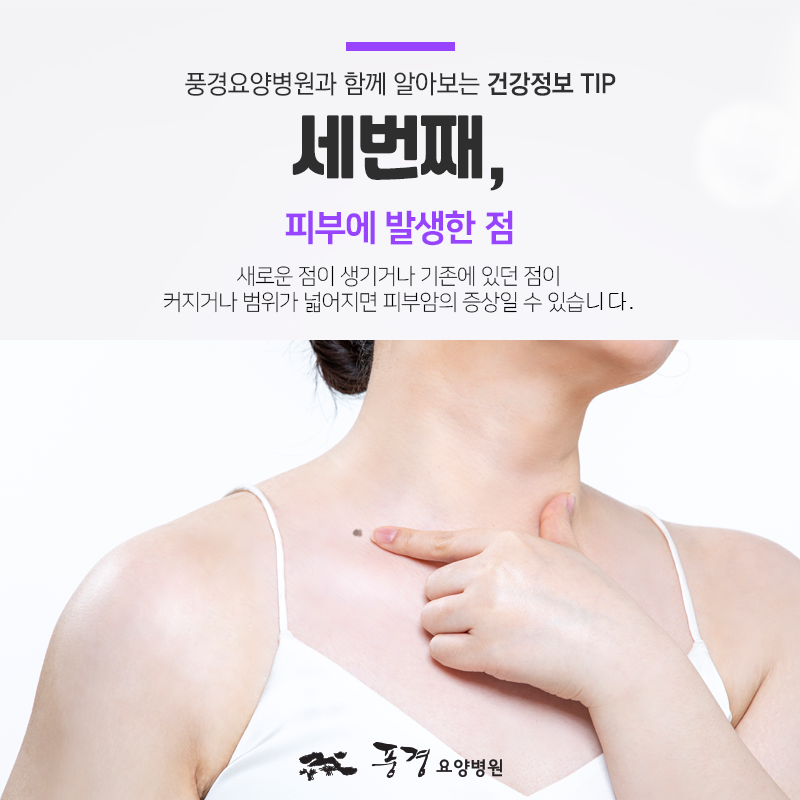 풍경요양병원과 함께 알아보는 건강정보 TIP
세번째,
피부에 발생한 점
새로운 점이 생기거나 기존에 있던 점이
커지거나 범위가 넓어지면 피부암의 증상일 수 있습니다.
풍경 요양병원